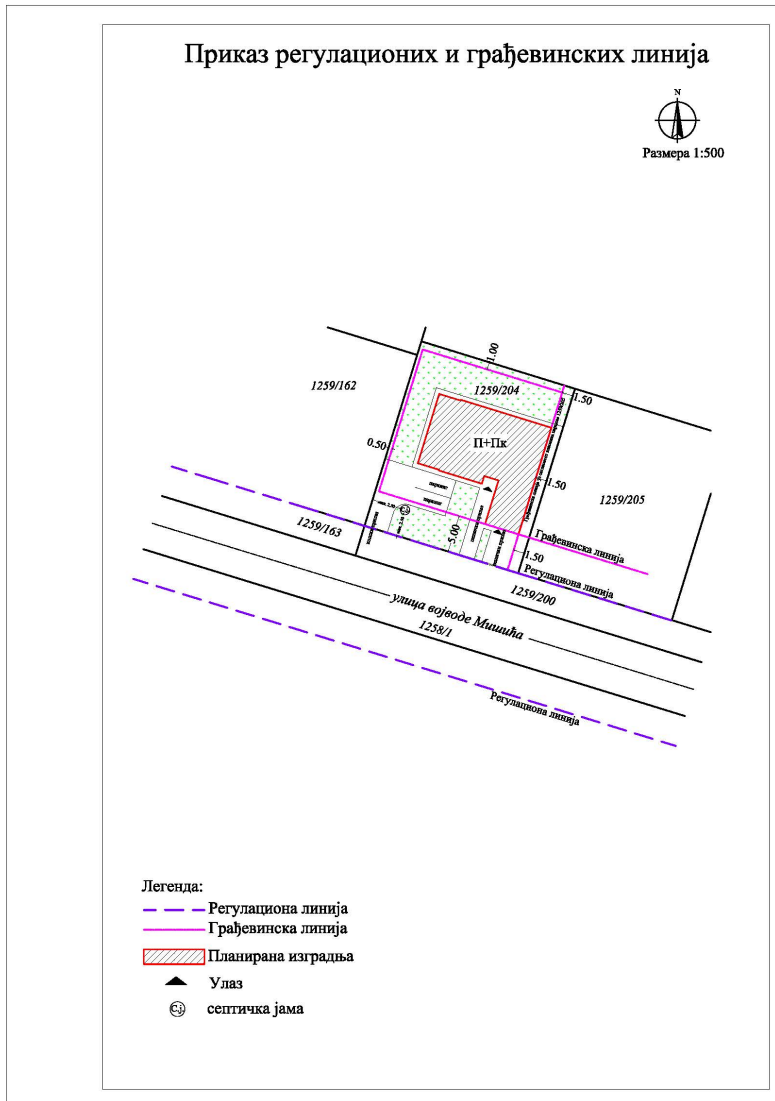 Приказ регулационих и грађевинских линија
N
Размера 1:500
1.00
1259/162
1259/204
1.50
П+Пк
0.50
1.50
1259/205
паркинг
паркинг
С.ј.
1259/163
5.00
Грађевинска линија
1.50
Регулациона линија
1259/200
улица војводе Мишића
1258/1
Регулациона линија
Легенда:
Регулациона линија
Грађевинска линија
Планирана изградња
Улаз
С.ј.
септичка јама